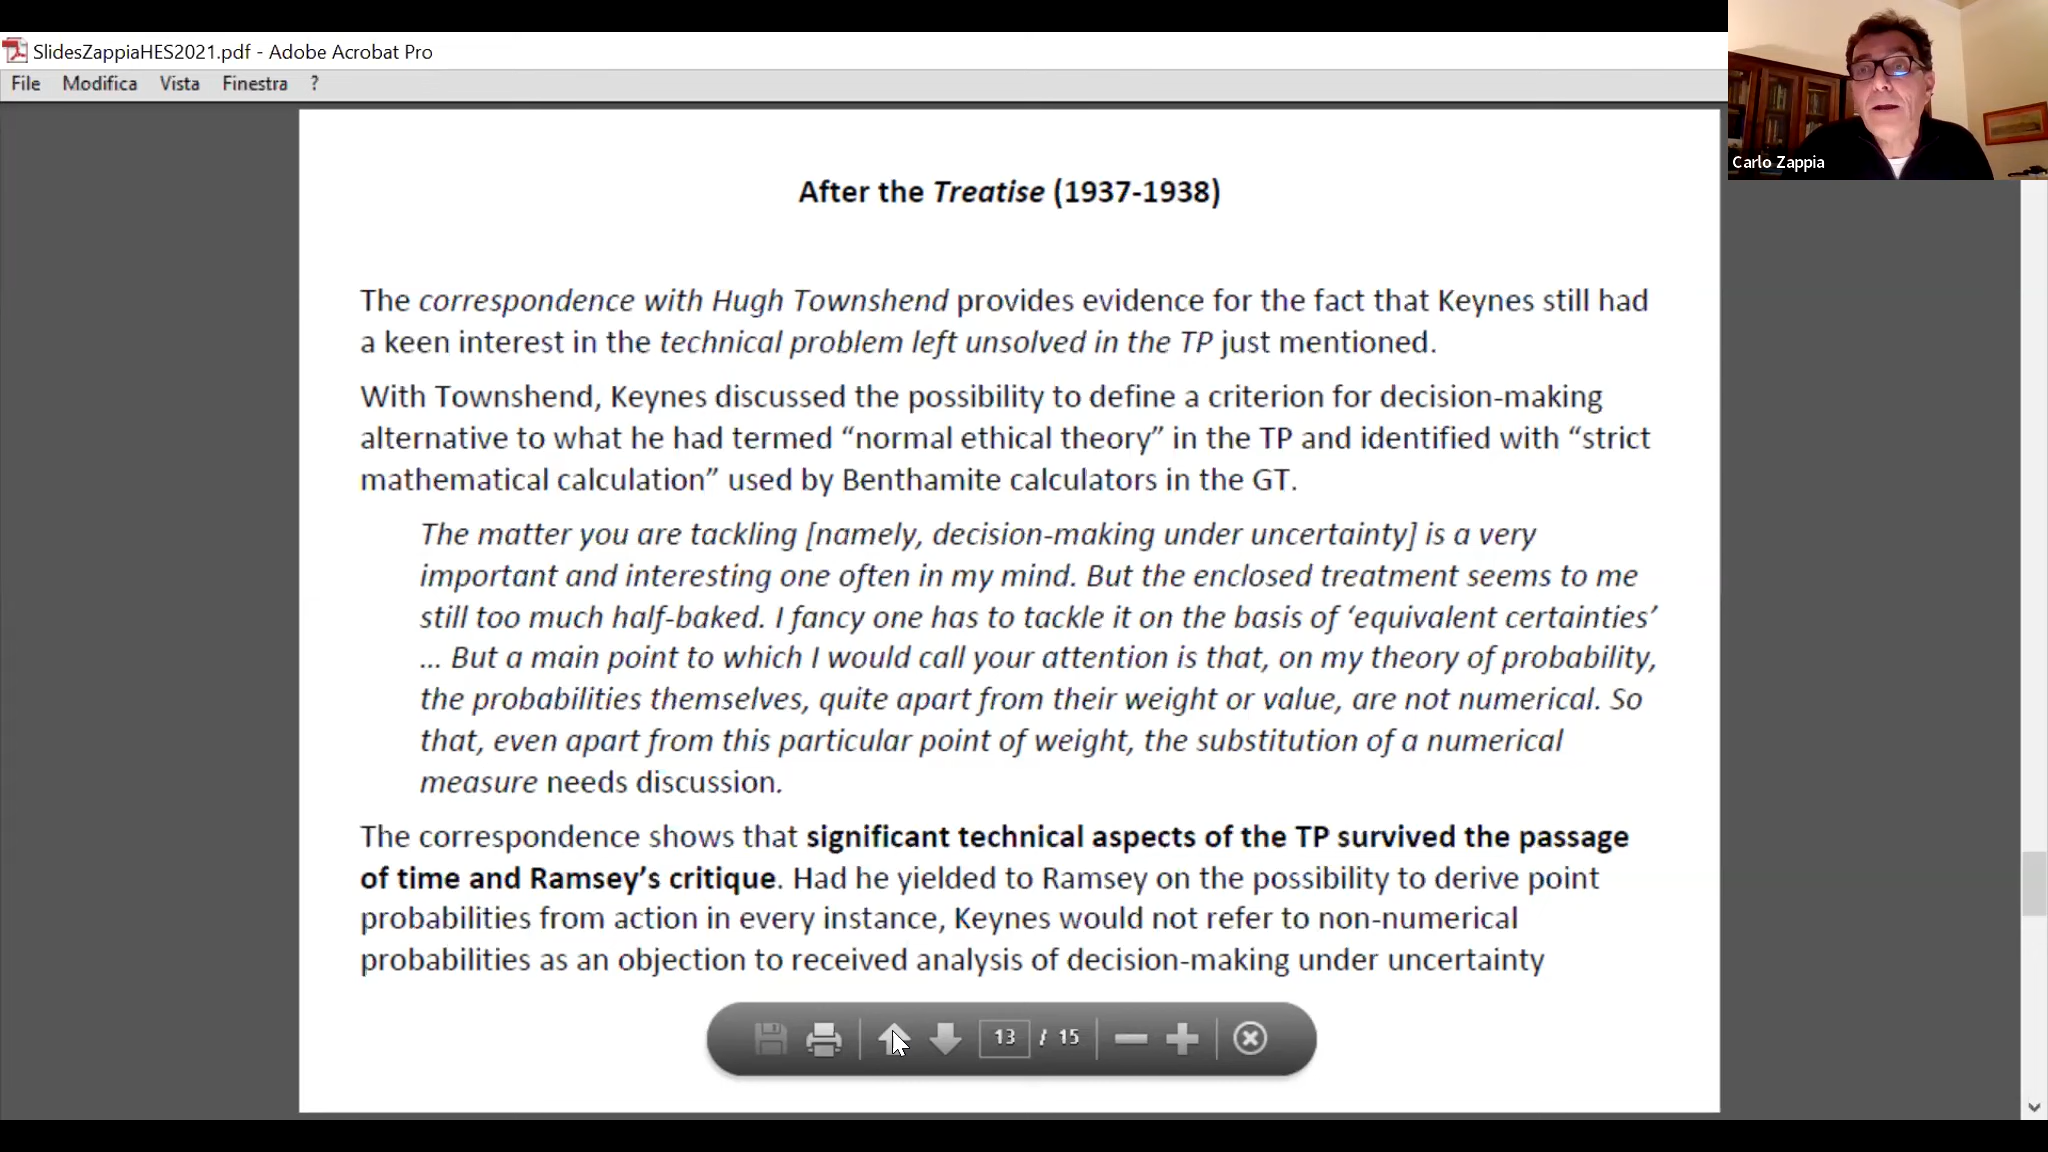 SlidesZappiaHES2021.pdf - Adobe Acrobat Pro
File Modifica Vista Finestra ?
Carlo Zappia
After the Treatise (1937-1938)
The correspondence with Hugh Townshend provides evidence for the fact that Keynes still had
a keen interest in the technical problem left unsolved in the TP just mentioned.
With Townshend, Keynes discussed the possibility to define a criterion for decision-making
alternative to what he had termed “normal ethical theory” in the TP and identified with “strict
mathematical calculation” used by Benthamite calculators in the GT.
The matter you are tackling [namely, decision-making under uncertainty] is a very
important and interesting one often in my mind. But the enclosed treatment seems to me
still too much half-baked. I fancy one has to tackle it on the basis of ‘equivalent certainties’
... But a main point to which I would call your attention is that, on my theory of probability,
the probabilities themselves, quite apart from their weight or value, are not numerical. So
that, even apart from this particular point of weight, the substitution of a numerical
measure needs discussion.
The correspondence shows that significant technical aspects of the TP survived the passage
of time and Ramsey’s critique. Had he yielded to Ramsey on the possibility to derive point
probabilities from action in every instance, Keynes would not refer to non-numerical
probabilities as an objection to received analysis of decision-making under uncertainty
13 / 15